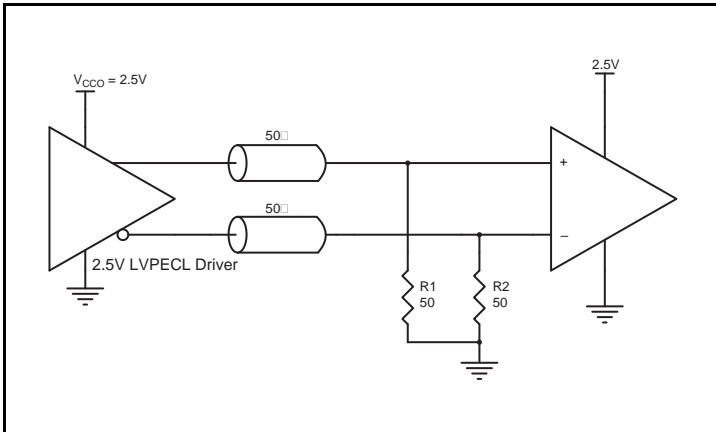 V_CCO = 2.5V
2.5V
50□
+
50□
–
2.5V LVPECL Driver
R1
50
R2
50